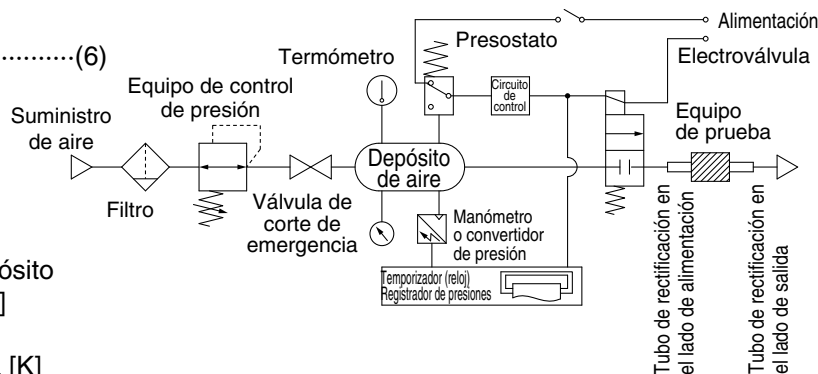 ............(6)
Suministro
de aire
Filtro
Equipo de control
de presión
Válvula de
corte de
emergencia
Termómetro
Depósito
de aire
Presostato
Circuito
de
control
Manómetro
o convertidor
de presión
Temporizador (reloj)
Registrador de presiones
Alimentación
Electroválvula
Equipo
de prueba
Tubo de rectificación en
el lado de alimentación
Tubo de rectificación en
el lado de salida
ósito
]
[K]